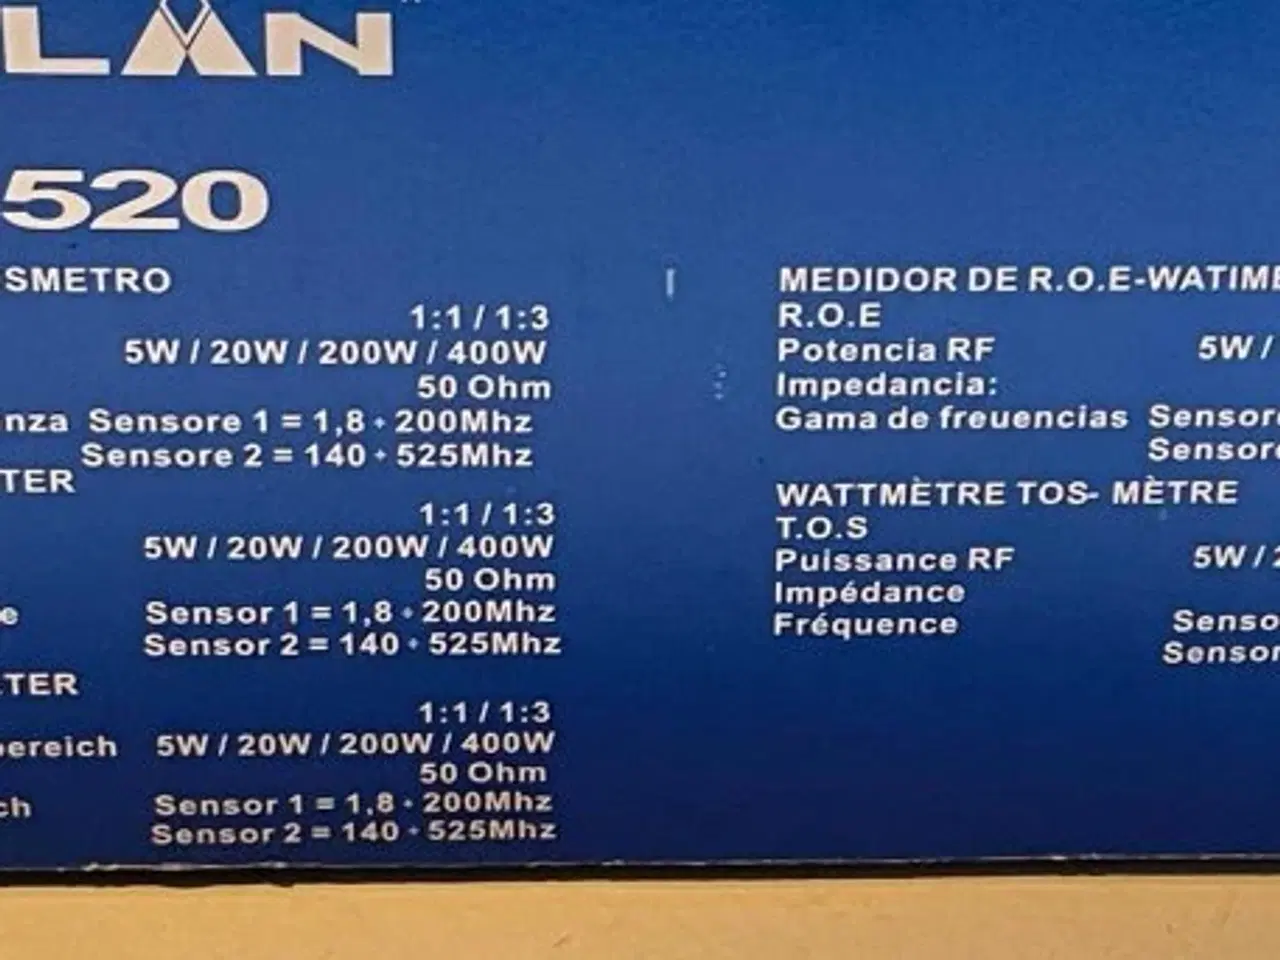 LAN
520
SMETRO
1:1 / 1:3
5W / 20W / 200W / 400W
50 Ohm
nza Sensore 1 = 1,8 ÷ 200Mhz
Sensore 2 = 140 ÷ 525Mhz
TER
1:1 / 1:3
5W / 20W / 200W / 400W
50 Ohm
e Sensor 1 = 1,8 ÷ 200Mhz
Sensor 2 = 140 ÷ 525Mhz
TER
1:1 / 1:3
bereich 5W / 20W / 200W / 400W
50 Ohm
ch Sensor 1 = 1,8 ÷ 200Mhz
Sensor 2 = 140 ÷ 525Mhz
MEDIDOR DE R.O.E-WATIME
R.O.E
Potencia RF 5W /
Impedancia:
Gama de freuencias Sensore
Sensore
WATTMÈTRE TOS- MÈTRE
T.O.S
Puissance RF 5W / 2
Impédance
Fréquence Senso
Sensor